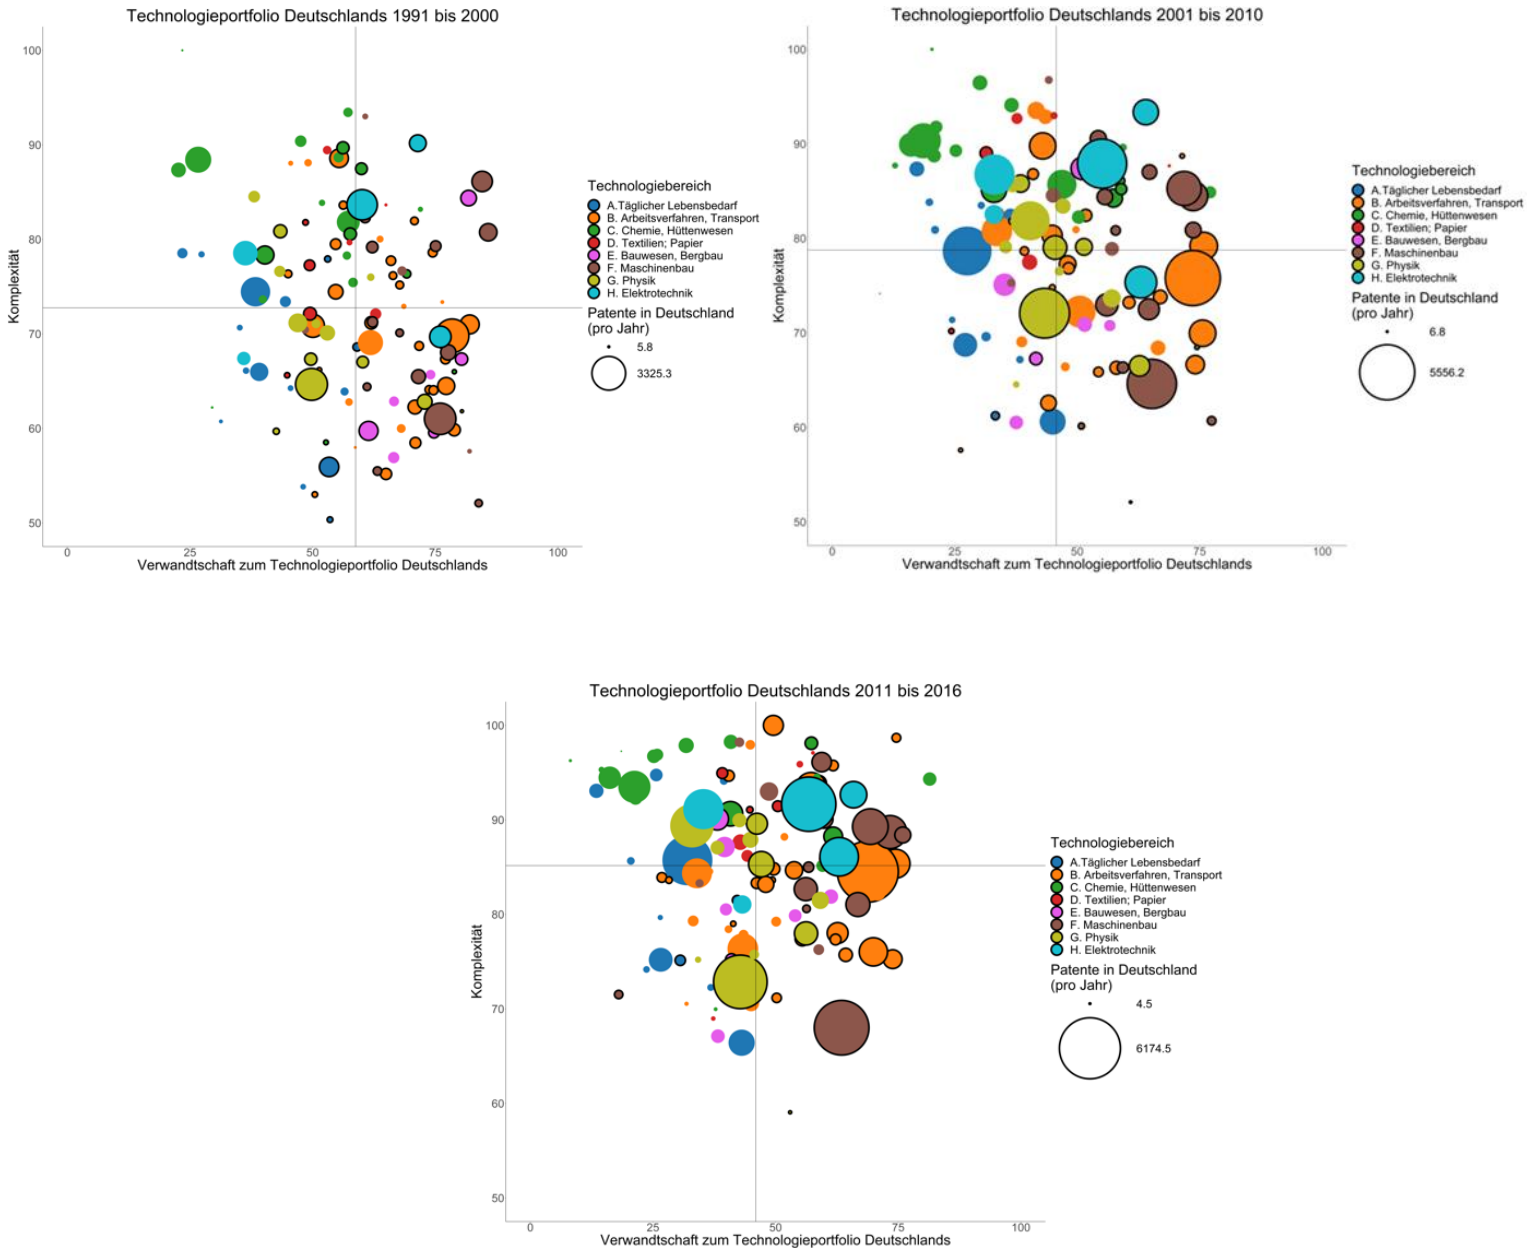 Technologieportfolio Deutschlands 1991 bis 2000
Komplexität
100
90
80
70
60
50
0
25
50
75
100
Verwandtschaft zum Technologieportfolio Deutschlands
Technologiebereich
A.Täglicher Lebensbedarf
B. Arbeitsverfahren, Transport
C. Chemie, Hüttenwesen
D. Textilien; Papier
E. Bauwesen, Bergbau
F. Maschinenbau
G. Physik
H. Elektrotechnik
Patente in Deutschland
(pro Jahr)
5.8
3325.3
Technologieportfolio Deutschlands 2001 bis 2010
Komplexität
100
90
80
70
60
50
0
25
50
75
100
Verwandtschaft zum Technologieportfolio Deutschlands
Technologiebereich
A.Täglicher Lebensbedarf
B. Arbeitsverfahren, Transport
C. Chemie, Hüttenwesen
D. Textilien; Papier
E. Bauwesen, Bergbau
F. Maschinenbau
G. Physik
H. Elektrotechnik
Patente in Deutschland
(pro Jahr)
6.8
5556.2
Technologieportfolio Deutschlands 2011 bis 2016
Komplexität
100
90
80
70
60
50
0
25
50
75
100
Verwandtschaft zum Technologieportfolio Deutschlands
Technologiebereich
A.Täglicher Lebensbedarf
B. Arbeitsverfahren, Transport
C. Chemie, Hüttenwesen
D. Textilien; Papier
E. Bauwesen, Bergbau
F. Maschinenbau
G. Physik
H. Elektrotechnik
Patente in Deutschland
(pro Jahr)
4.5
6174.5